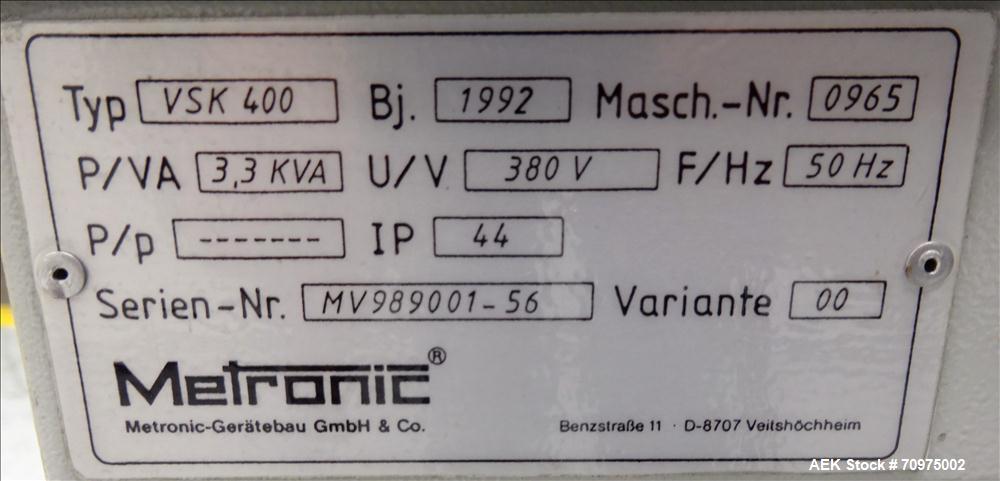 Typ VSK 400 Bj. 1992 Masch.-Nr. 0965
P/VA 3,3 KVA U/V 380 V F/Hz 50 Hz
P/p ------- IP 44
Serien-Nr. MV989001-56 Variante 00
Metronic®
Metronic-Gerätebau GmbH & Co. Benzstraße 11 · D-8707 Veitshöchheim
AEK Stock# 70975002